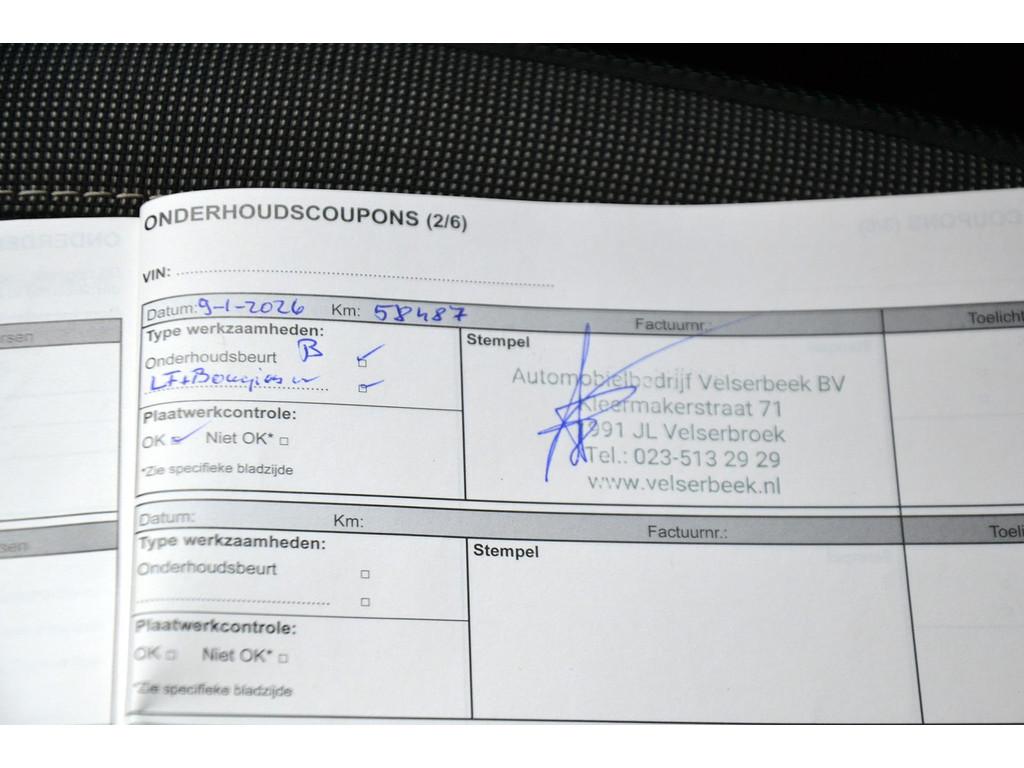 ONDERHOUDSCOUPONS (2/6)
VIN:
Datum: 9-1-2026 Km: 58487 Factuurnr.: Toelicht
Type werkzaamheden:
Stempel
Onderhoudsbeurt B
LF+Bougies
Plaatwerkcontrole:
OK Niet OK*
*Zie specifieke bladzijde
Automobielbedrijf Velserbeek BV
Kleermakerstraat 71
1991 JL Velserbroek
Tel.: 023-513 29 29
www.velserbeek.nl
Datum: Km: Factuurnr.: Toeli
Type werkzaamheden:
Stempel
Onderhoudsbeurt
Plaatwerkcontrole:
OK Niet OK*
*Zie specifieke bladzijde